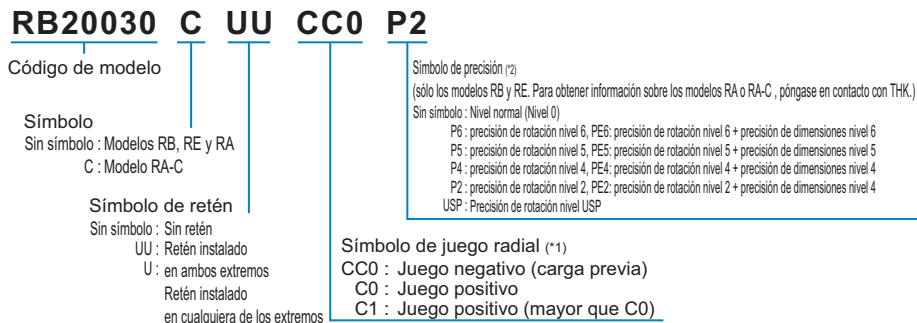 RB20030 C UU CC0 P2
Código de modelo
Símbolo
Sin símbolo : Modelos RB, RE y RA
C : Modelo RA-C
Símbolo de retén
Sin símbolo : Sin retén
UU : Retén instalado
U : en ambos extremos
Retén instalado
en cualquiera de los extremos
Símbolo de juego radial (*1)
CC0 : Juego negativo (carga previa)
C0 : Juego positivo
C1 : Juego positivo (mayor que C0)
Símbolo de precisión (*2)
(sólo los modelos RB y RE. Para obtener información sobre los modelos RA o RA-C , póngase en contacto con THK.)
Sin símbolo : Nivel normal (Nivel 0)
P6 : precisión de rotación nivel 6, PE6: precisión de rotación nivel 6 + precisión de dimensiones nivel 6
P5 : precisión de rotación nivel 5, PE5: precisión de rotación nivel 5 + precisión de dimensiones nivel 5
P4 : precisión de rotación nivel 4, PE4: precisión de rotación nivel 4 + precisión de dimensiones nivel 4
P2 : precisión de rotación nivel 2, PE2: precisión de rotación nivel 2 + precisión de dimensiones nivel 4
USP : Precisión de rotación nivel USP